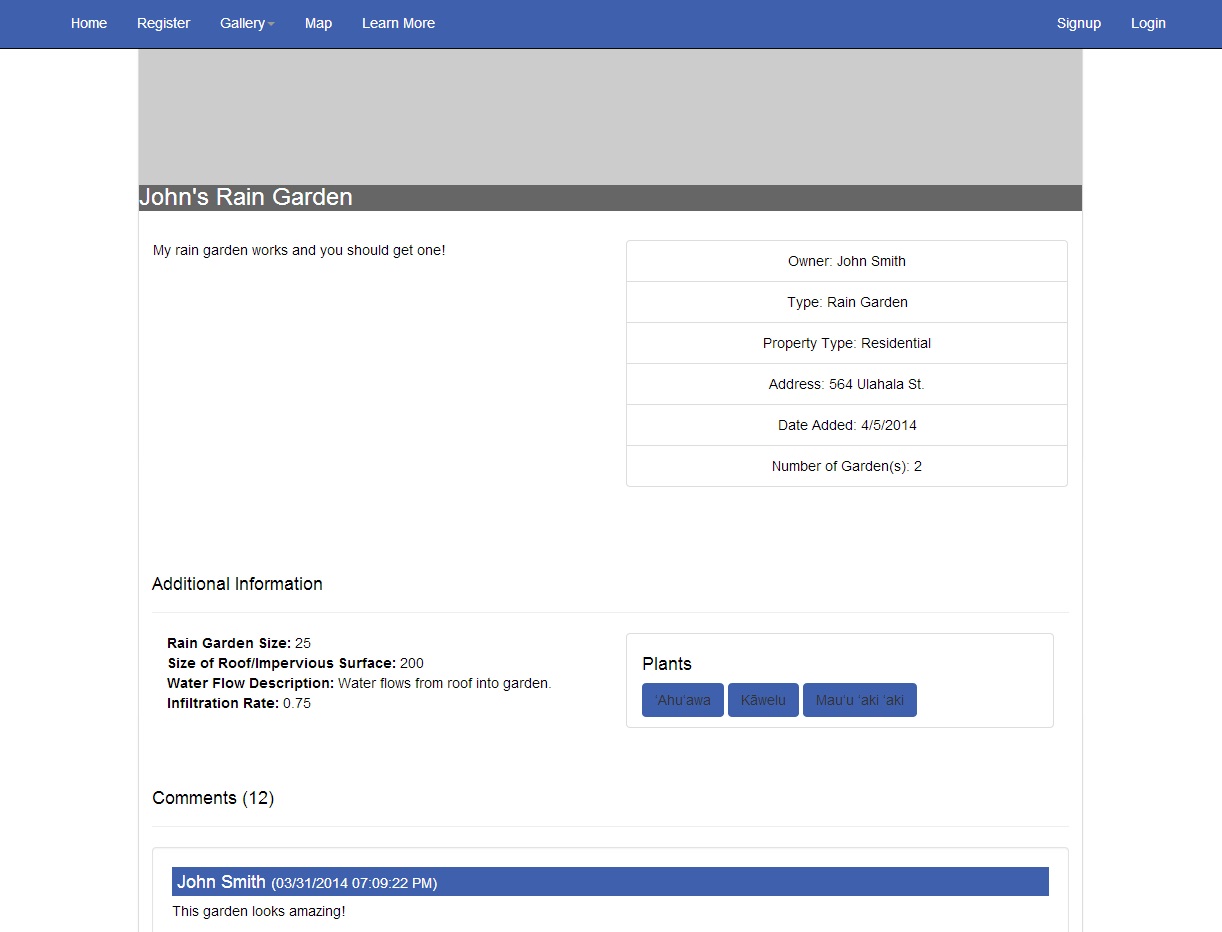 Home Register Gallery Map Learn More Signup Login
John's Rain Garden
My rain garden works and you should get one!
Owner: John Smith
Type: Rain Garden
Property Type: Residential
Address: 564 Ulahala St.
Date Added: 4/5/2014
Number of Garden(s): 2
Additional Information
Rain Garden Size: 25
Size of Roof/Impervious Surface: 200
Water Flow Description: Water flows from roof into garden.
Infiltration Rate: 0.75
Plants
ʻAhuʻawa Kāwelu Mauʻu ʻaki ʻaki
Comments (12)
John Smith (03/31/2014 07:09:22 PM)
This garden looks amazing!